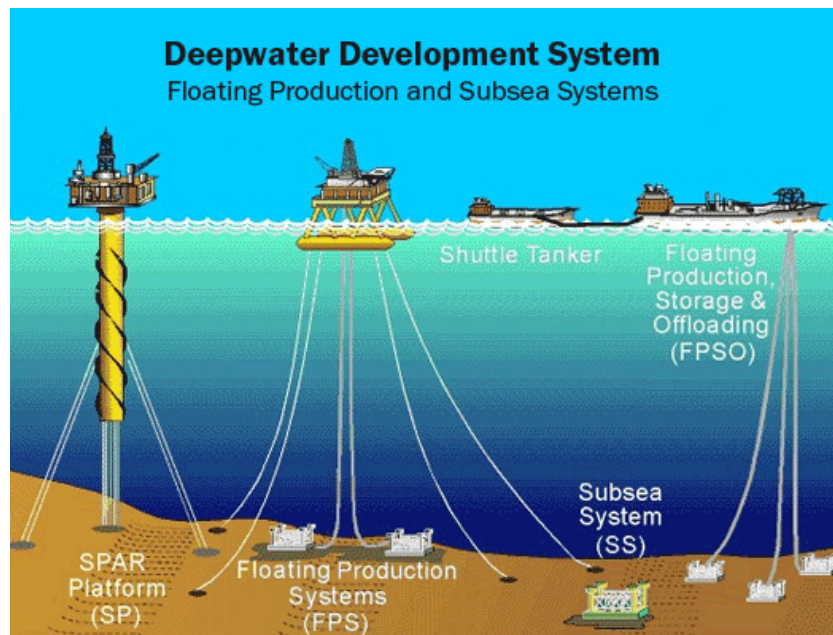 Deepwater Development System
Floating Production and Subsea Systems
Shuttle Tanker
Floating
Production,
Storage &
Offloading
(FPSO)
Subsea
System
(SS)
SPAR
Platform
(SP)
Floating Production
Systems
(FPS)